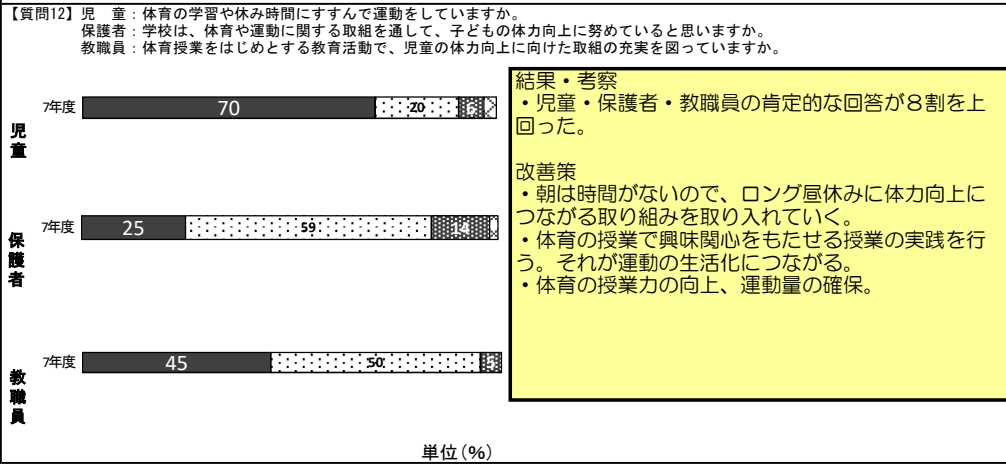 【質問12】児　童：体育の学習や休み時間にすすんで運動をしていますか。
保護者：学校は、体育や運動に関する取組を通して、子どもの体力向上に努めていると思いますか。
教職員：体育授業をはじめとする教育活動で、児童の体力向上に向けた取組の充実を図っていますか。
児童
7年度 70 20 6
保護者
7年度 25 59 14
教職員
7年度 45 50 5
単位(%)
結果・考察
・児童・保護者・教職員の肯定的な回答が８割を上
回った。
改善策
・朝は時間がないので、ロング昼休みに体力向上に
つながる取り組みを取り入れていく。
・体育の授業で興味関心をもたせる授業の実践を行
う。それが運動の生活化につながる。
・体育の授業力の向上、運動量の確保。